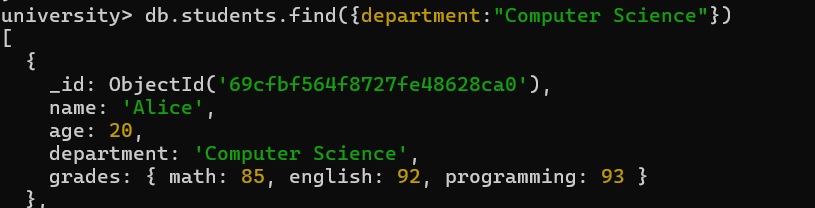 university> db.students.find({department:"Computer Science"})
[
  {
    _id: ObjectId('69cfbf564f8727fe48628ca0'),
    name: 'Alice',
    age: 20,
    department: 'Computer Science',
    grades: { math: 85, english: 92, programming: 93 }
  },